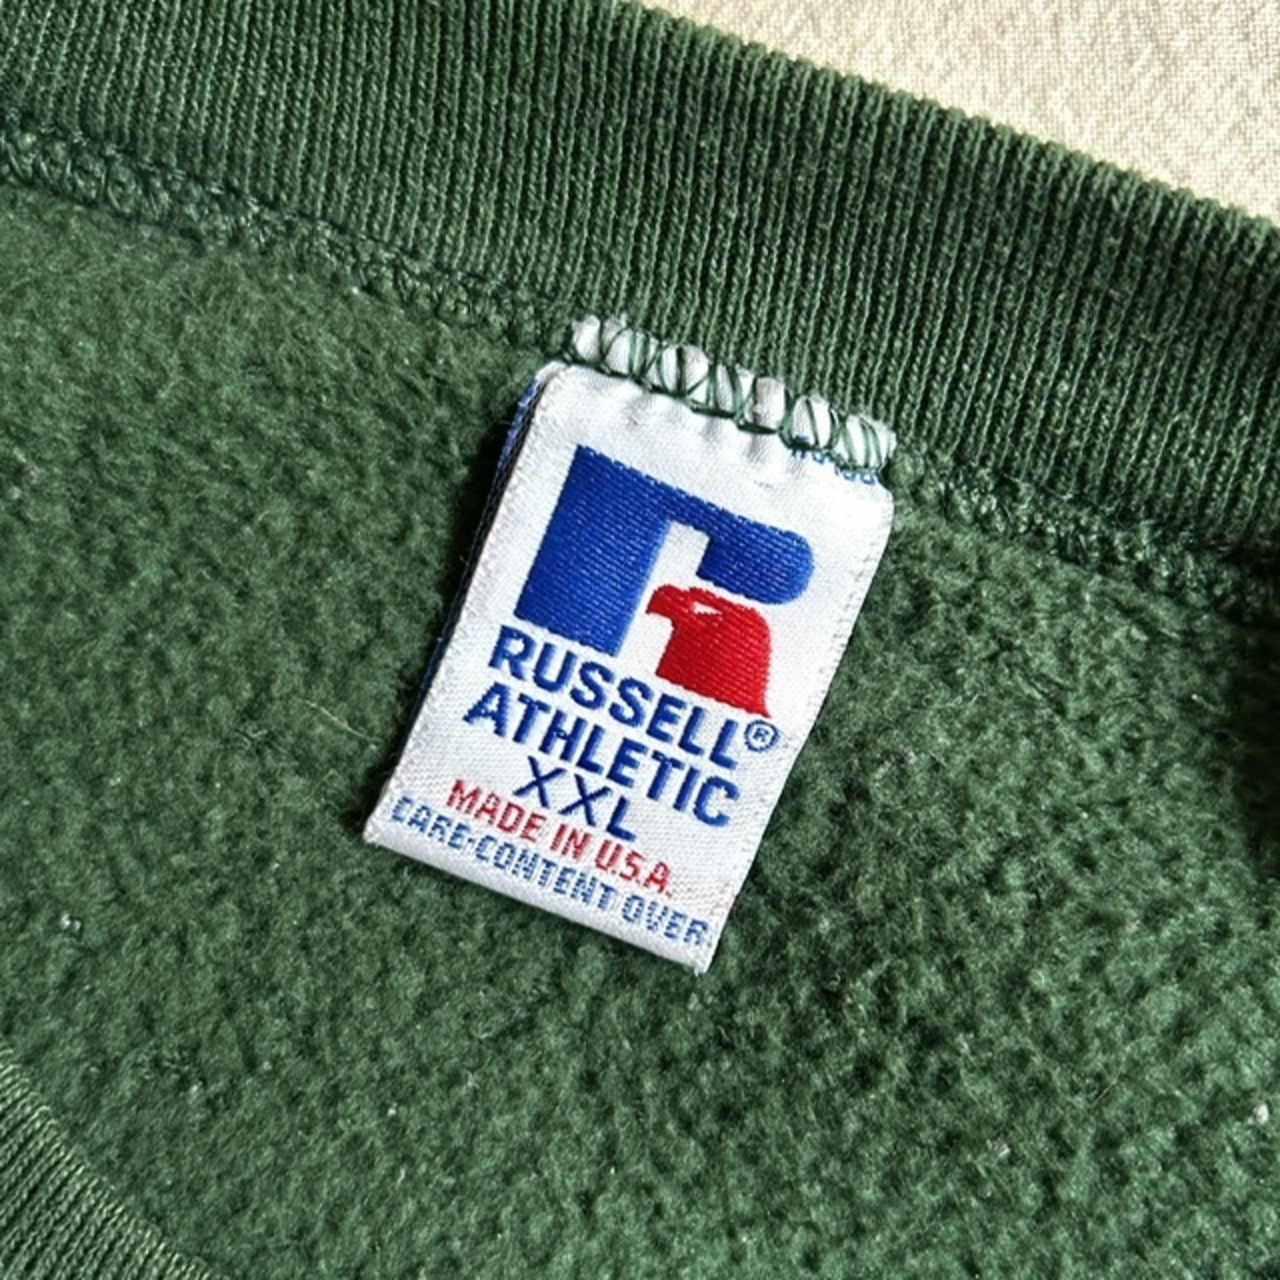 RUSSELL®
ATHLETIC
XXL
MADE IN U.S.A.
CARE·CONTENT OVER